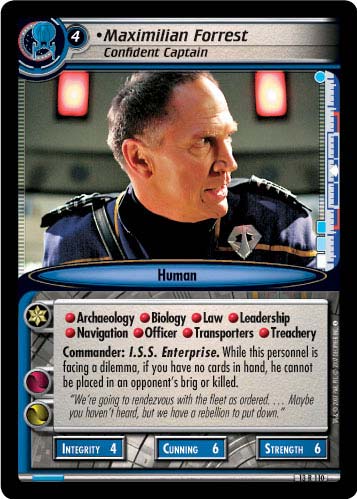 4
•Maximilian Forrest
Confident Captain
Human
•Archaeology •Biology •Law •Leadership
•Navigation •Officer •Transporters •Treachery
Commander: I.S.S. Enterprise. While this personnel is
facing a dilemma, if you have no cards in hand, he cannot
be placed in an opponent's brig or killed.
"We're going to rendezvous with the fleet as ordered. . . . Maybe
you haven't heard, but we have a rebellion to put down."
INTEGRITY 4 CUNNING 6 STRENGTH 6
13 R 110